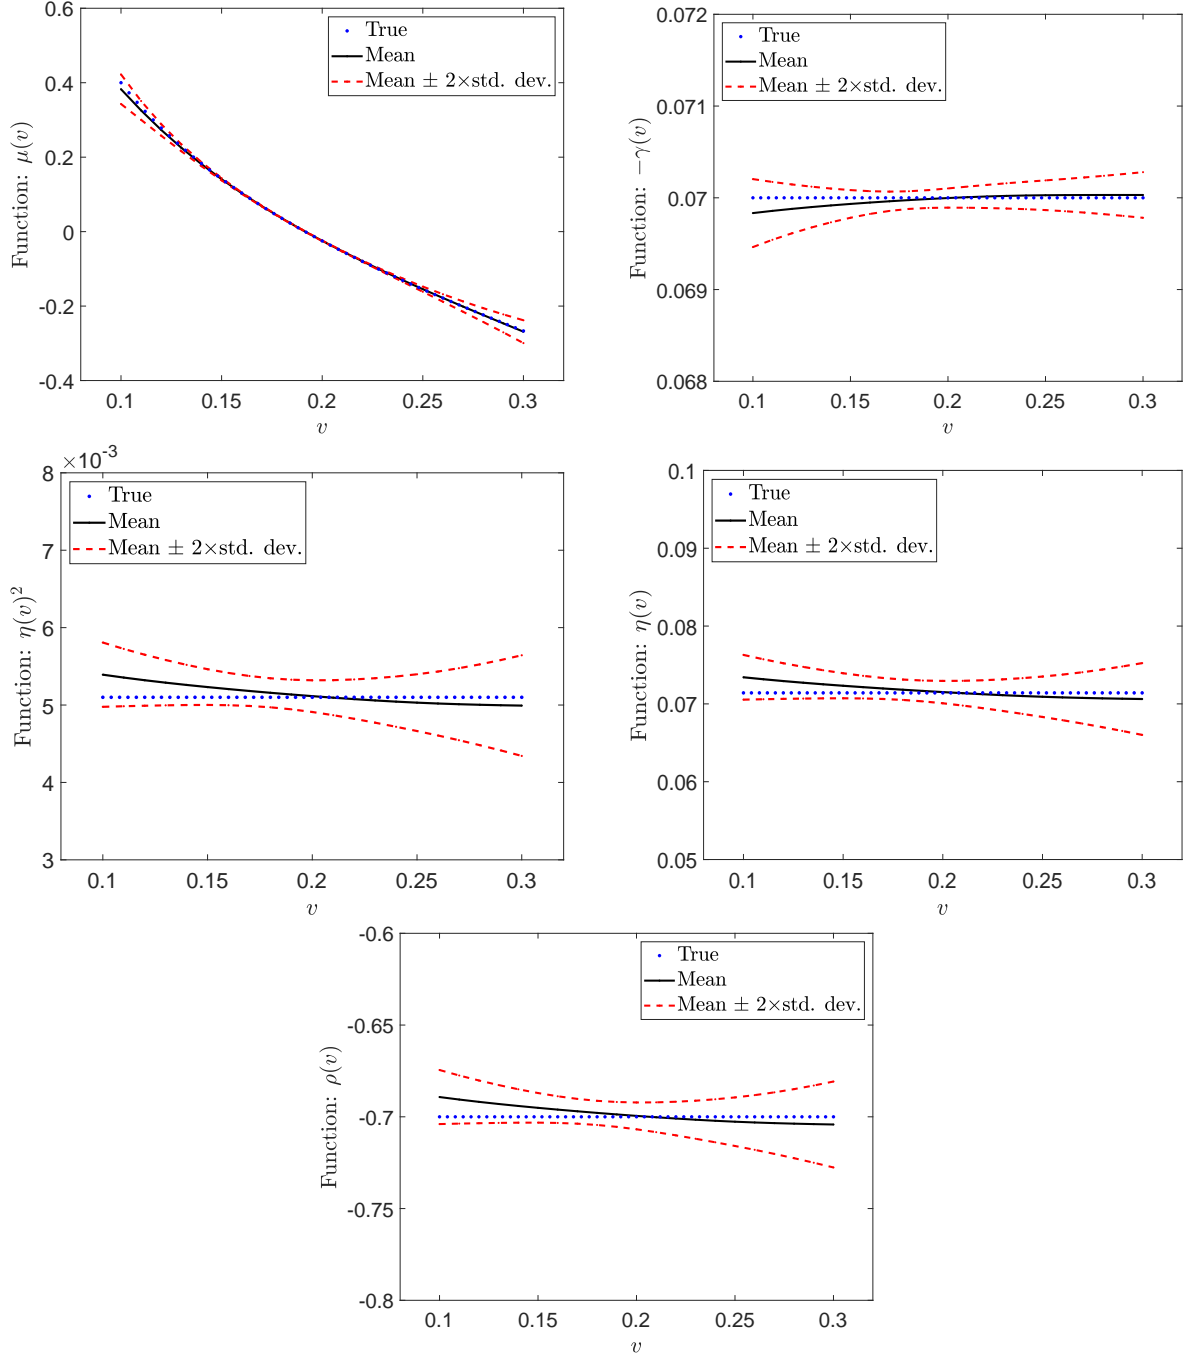 0.6
0.4
0.2
0
-0.2
-0.4
0.1 0.15 0.2 0.25 0.3
v
Function: μ(v)
True
Mean
Mean ± 2×std. dev.
0.072
0.071
0.07
0.069
0.068
0.1 0.15 0.2 0.25 0.3
v
Function: −γ(v)
True
Mean
Mean ± 2×std. dev.
×10⁻³
8
7
6
5
4
3
0.1 0.15 0.2 0.25 0.3
v
Function: η(v)²
True
Mean
Mean ± 2×std. dev.
0.1
0.09
0.08
0.07
0.06
0.05
0.1 0.15 0.2 0.25 0.3
v
Function: η(v)
True
Mean
Mean ± 2×std. dev.
-0.6
-0.65
-0.7
-0.75
-0.8
0.1 0.15 0.2 0.25 0.3
v
Function: ρ(v)
True
Mean
Mean ± 2×std. dev.